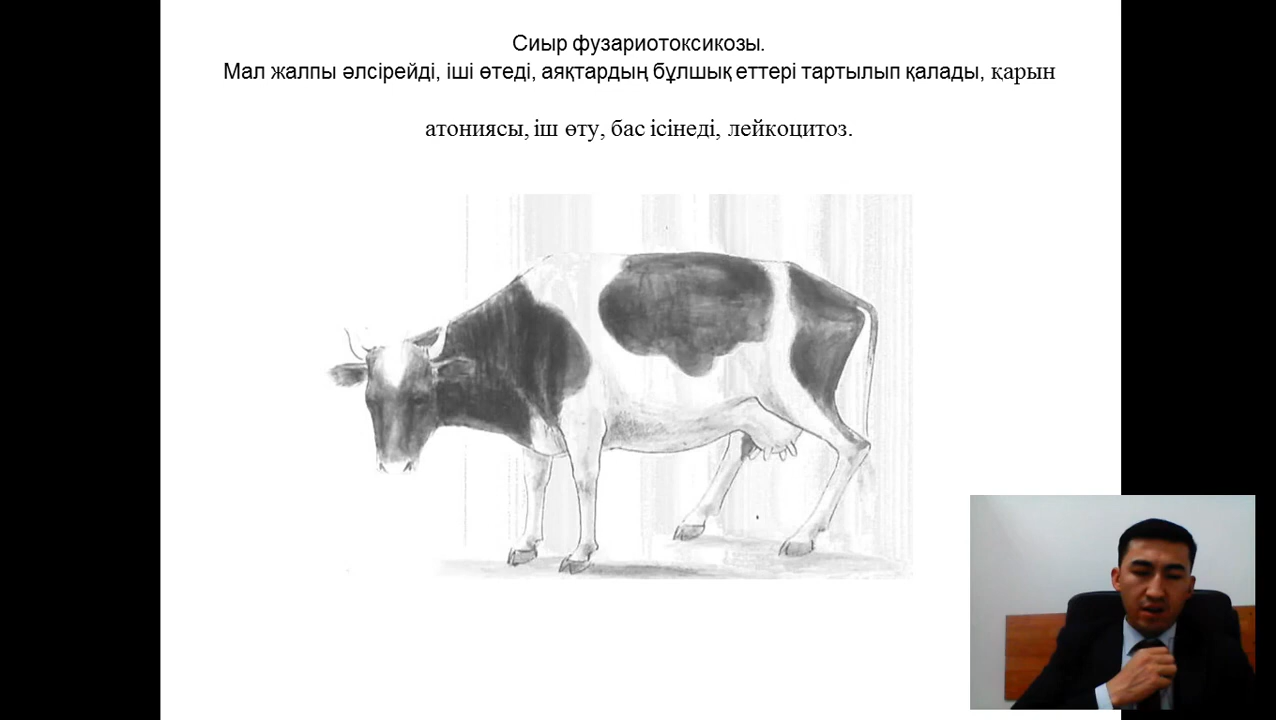 Сиыр фузариотоксикозы.
Мал жалпы әлсірейді, іші өтеді, аяқтардың бұлшық еттері тартылып қалады, қарын
атониясы, іш өту, бас ісінеді, лейкоцитоз.